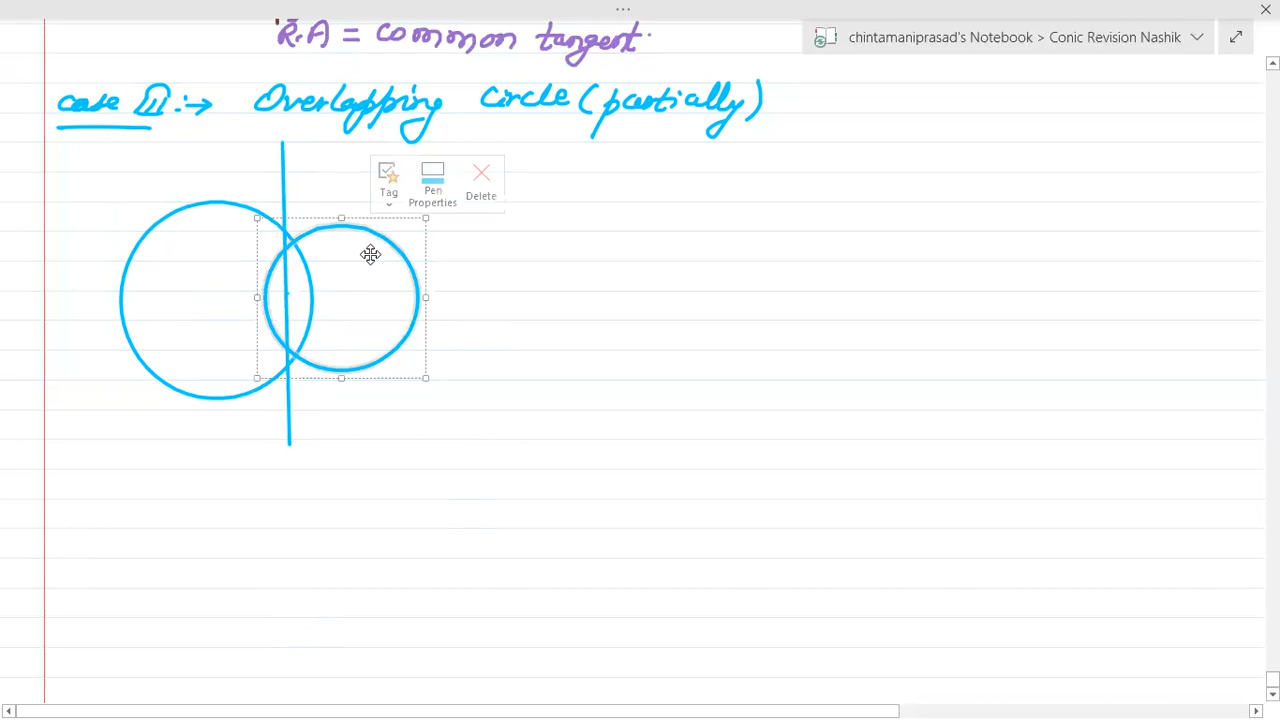 chintamaniprasad's Notebook > Conic Revision Nashik
R.A = common tangent.
case III :→ Overlapping circle (partially)
Tag
Pen Properties
Delete